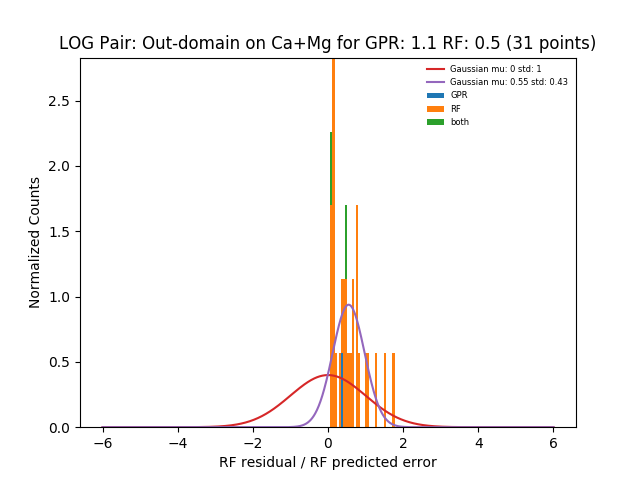 LOG Pair: Out-domain on Ca+Mg for GPR: 1.1 RF: 0.5 (31 points)
Gaussian mu: 0 std: 1
Gaussian mu: 0.55 std: 0.43
GPR
RF
both
Normalized Counts
2.5
2.0
1.5
1.0
0.5
0.0
−6
−4
−2
0
2
4
6
RF residual / RF predicted error